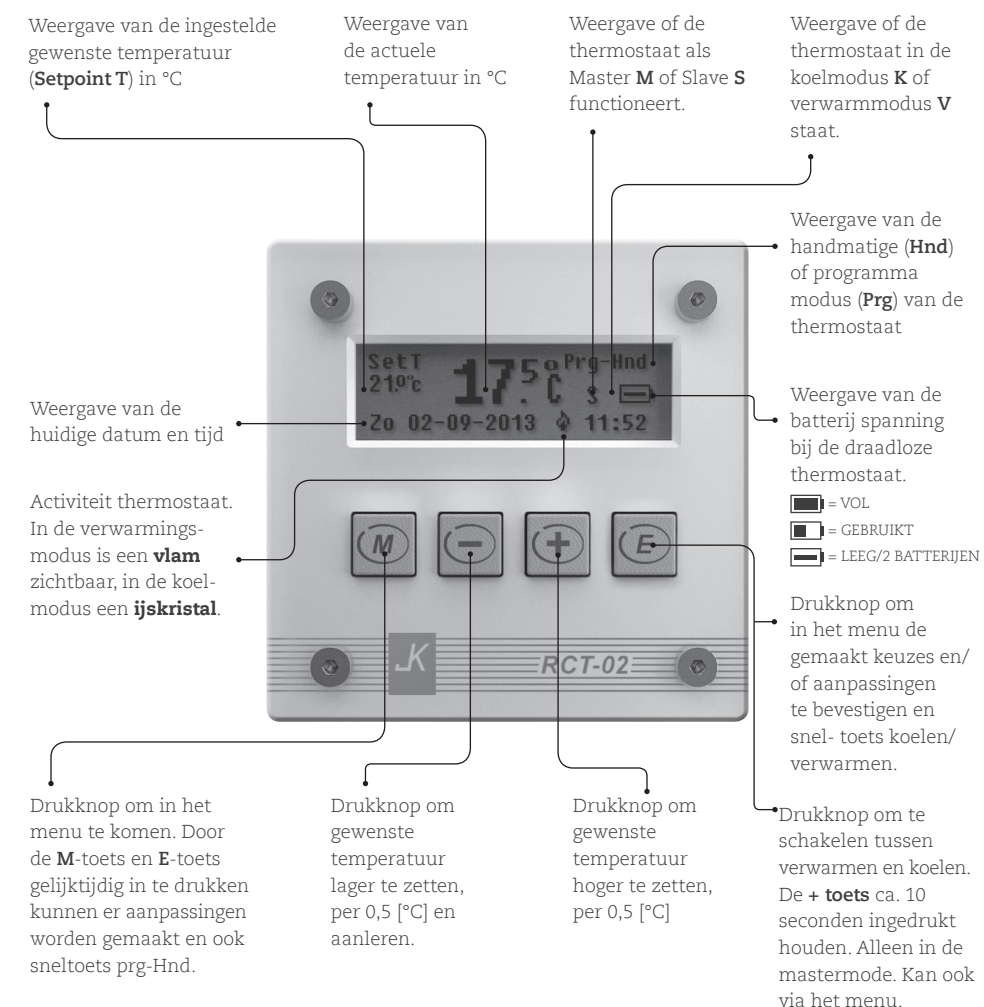 Weergave van de ingestelde
gewenste temperatuur
(Setpoint T) in °C
Weergave van
de actuele
temperatuur in °C
Weergave of de
thermostaat als
Master M of Slave S
functioneert.
Weergave of de
thermostaat in de
koelmodus K of
verwarmmodus V
staat.
Weergave van de
handmatige (Hnd)
of programma
modus (Prg) van de
thermostaat
SetT
21.0°c
17.5°C
Prg-Hnd
S
Zo 02-09-2013 11:52
Weergave van de
huidige datum en tijd
Weergave van de
batterij spanning
bij de draadloze
thermostaat.
= VOL
= GEBRUIKT
= LEEG/2 BATTERIJEN
Activiteit thermostaat.
In de verwarmings-
modus is een vlam
zichtbaar, in de koel-
modus een ijskristal.
M - + E
JK
RCT-02
Drukknop om
in het menu de
gemaakt keuzes en/
of aanpassingen
te bevestigen en
snel- toets koelen/
verwarmen.
Drukknop om in het
menu te komen. Door
de M-toets en E-toets
gelijktijdig in te drukken
kunnen er aanpassingen
worden gemaakt en ook
sneltoets prg-Hnd.
Drukknop om
gewenste
temperatuur
lager te zetten,
per 0,5 [°C] en
aanleren.
Drukknop om
gewenste
temperatuur
hoger te zetten,
per 0,5 [°C]
Drukknop om te
schakelen tussen
verwarmen en koelen.
De + toets ca. 10
seconden ingedrukt
houden. Alleen in de
mastermode. Kan ook
via het menu.